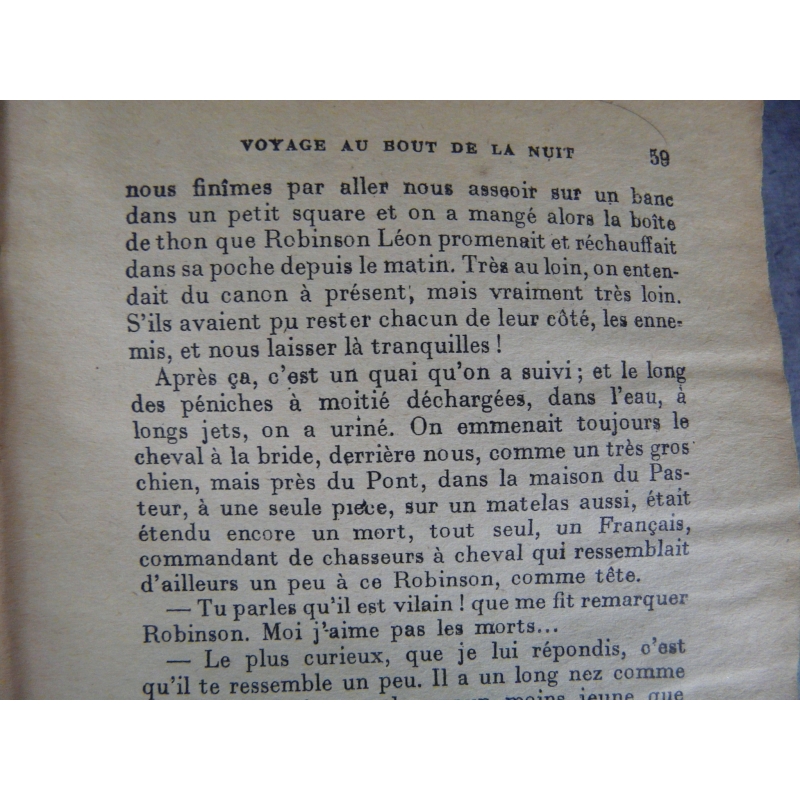 VOYAGE AU BOUT DE LA NUIT 59
nous finîmes par aller nous asseoir sur un banc
dans un petit square et on a mangé alors la boîte
de thon que Robinson Léon promenait et réchauffait
dans sa poche depuis le matin. Très au loin, on enten-
dait du canon à présent, mais vraiment très loin.
S'ils avaient pu rester chacun de leur côté, les enne-
mis, et nous laisser là tranquilles !
Après ça, c'est un quai qu'on a suivi ; et le long
des péniches à moitié déchargées, dans l'eau, à
longs jets, on a uriné. On emmenait toujours le
cheval à la bride, derrière nous, comme un très gros
chien, mais près du Pont, dans la maison du Pas-
teur, à une seule pièce, sur un matelas aussi, était
étendu encore un mort, tout seul, un Français,
commandant de chasseurs à cheval qui ressemblait
d'ailleurs un peu à ce Robinson, comme tête.
— Tu parles qu'il est vilain ! que me fit remarquer
Robinson. Moi j'aime pas les morts...
— Le plus curieux, que je lui répondis, c'est
qu'il te ressemble un peu. Il a un long nez comme
moins jeune que